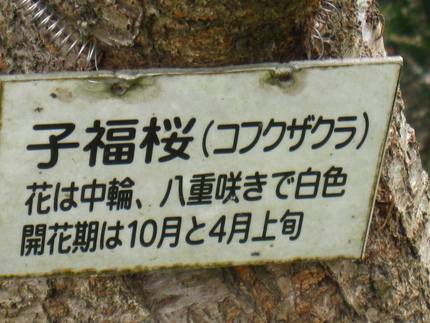 子福桜(コフクザクラ)
花は中輪、八重咲きで白色
開花期は10月と4月上旬